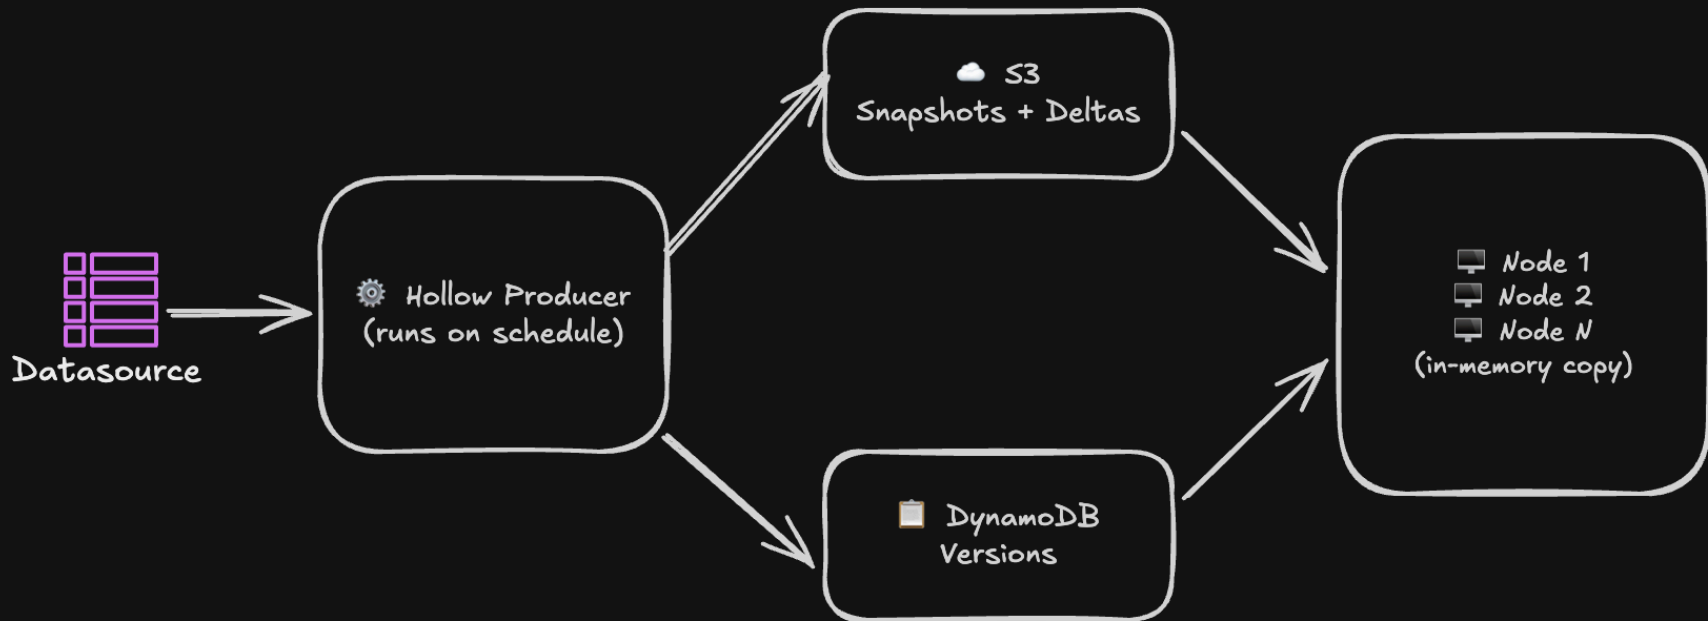 Datasource
Hollow Producer
(runs on schedule)
S3
Snapshots + Deltas
DynamoDB
Versions
Node 1
Node 2
Node N
(in-memory copy)